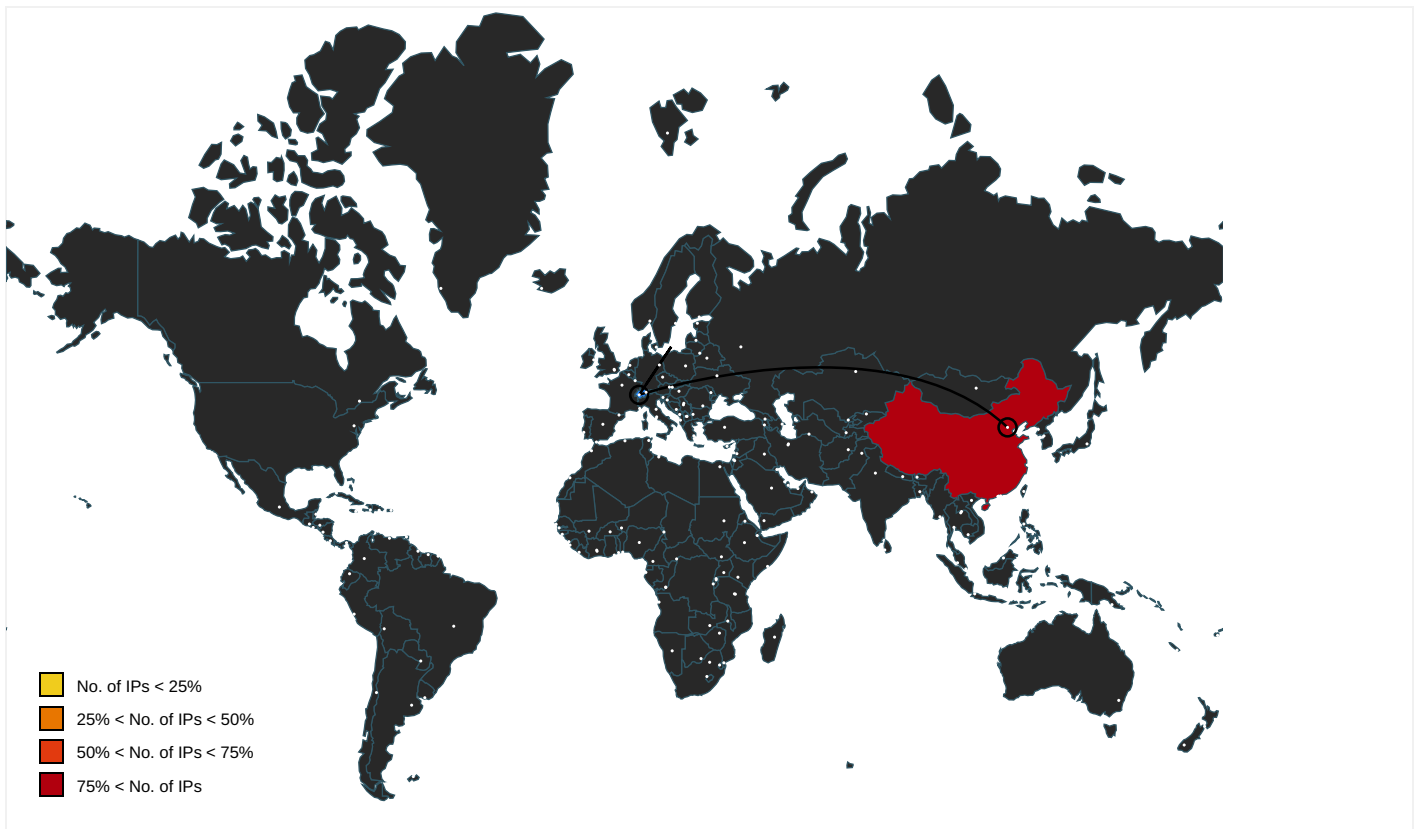 No. of IPs < 25%
25% < No. of IPs < 50%
50% < No. of IPs < 75%
75% < No. of IPs